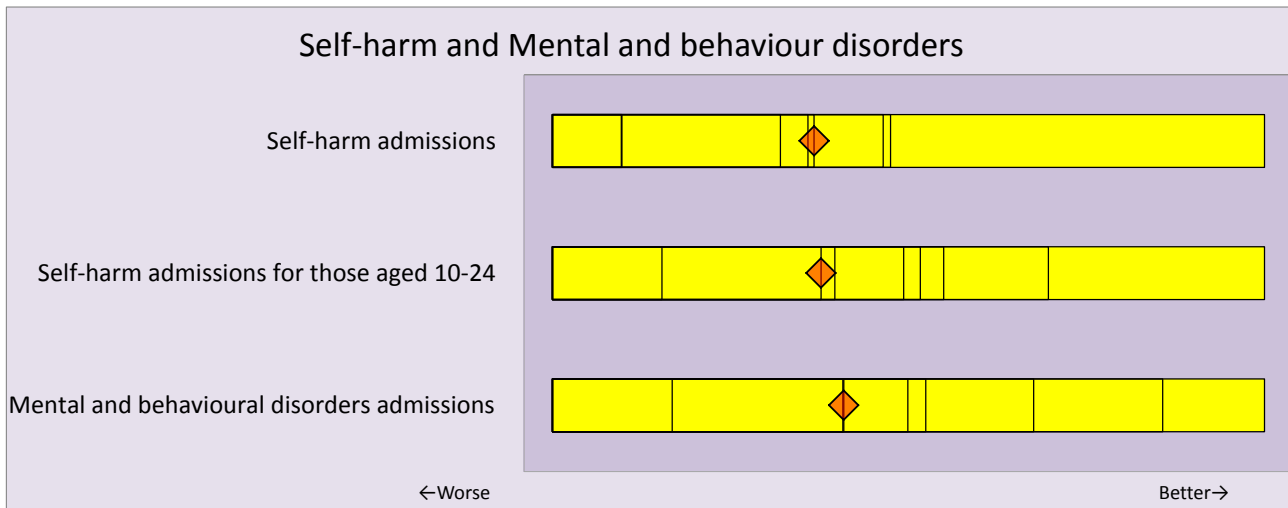 Self-harm and Mental and behaviour disorders
Self-harm admissions
Self-harm admissions for those aged 10-24
Mental and behavioural disorders admissions
←Worse
Better→